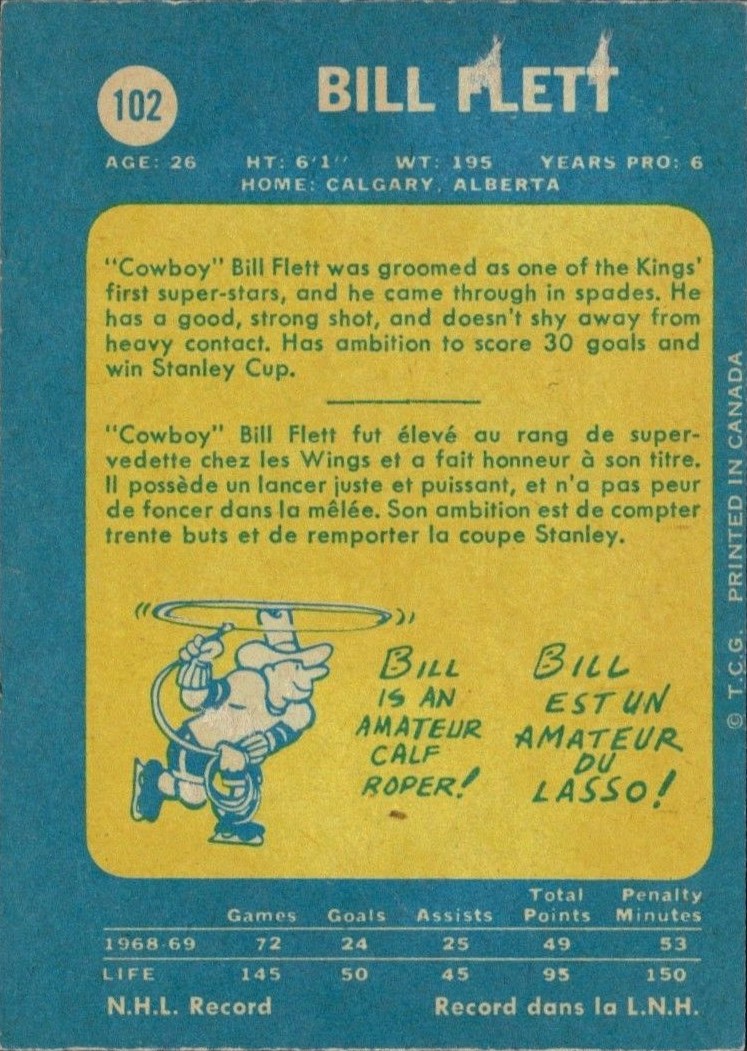 102
BILL FLETT
AGE: 26 HT: 6'1" WT: 195 YEARS PRO: 6
HOME: CALGARY, ALBERTA
"Cowboy" Bill Flett was groomed as one of the Kings'
first super-stars, and he came through in spades. He
has a good, strong shot, and doesn't shy away from
heavy contact. Has ambition to score 30 goals and
win Stanley Cup.
"Cowboy" Bill Flett fut élevé au rang de super-
vedette chez les Wings et a fait honneur à son titre.
Il possède un lancer juste et puissant, et n'a pas peur
de foncer dans la mêlée. Son ambition est de compter
trente buts et de remporter la coupe Stanley.
BILL
IS AN
AMATEUR
CALF
ROPER!
BILL
EST UN
AMATEUR
DU
LASSO!
Games Goals Assists Total Points Penalty Minutes
1968-69 72 24 25 49 53
LIFE 145 50 45 95 150
N.H.L. Record Record dans la L.N.H.
© T.C.G. PRINTED IN CANADA